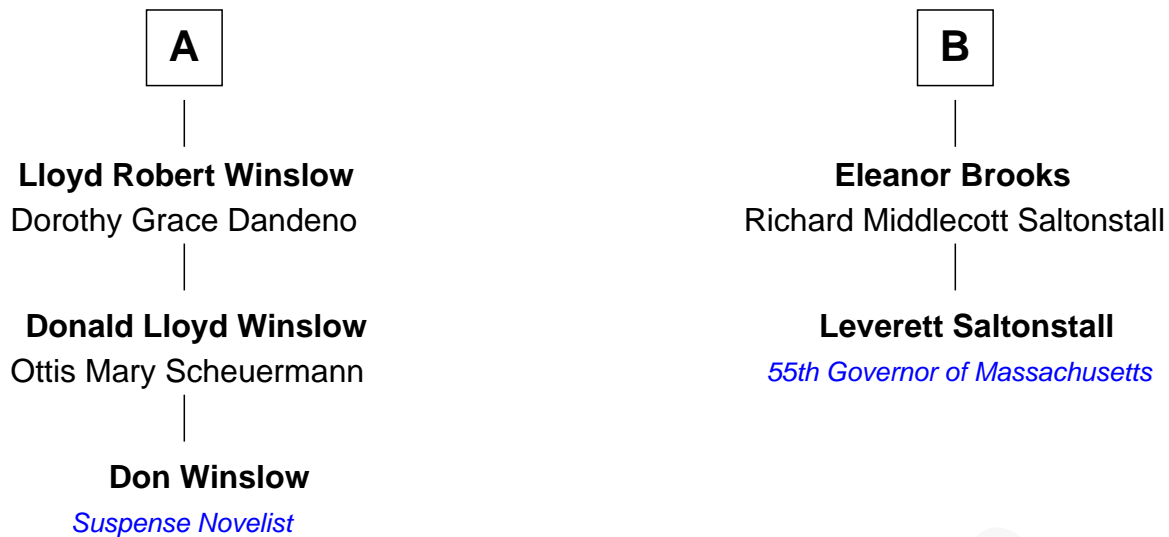 A
Lloyd Robert Winslow
Dorothy Grace Dandeno
Donald Lloyd Winslow
Ottis Mary Scheuermann
Don Winslow
Suspense Novelist
B
Eleanor Brooks
Richard Middlecott Saltonstall
Leverett Saltonstall
55th Governor of Massachusetts